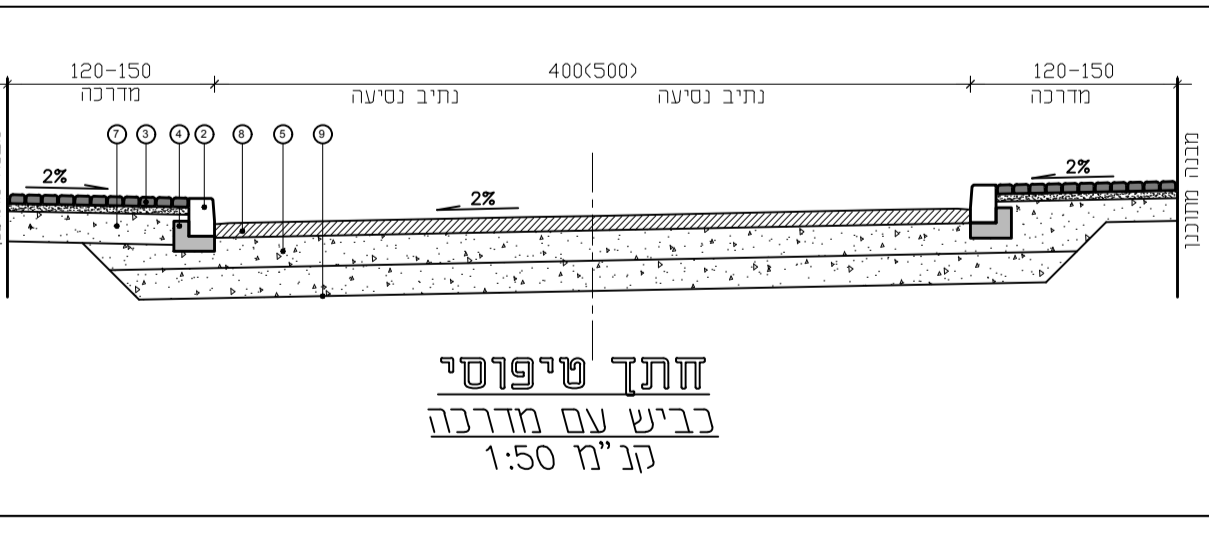 120-150
400(500)
120-150
מדרכה
נתיב נסיעה
נתיב נסיעה
מדרכה
7 3 4 2 8 5 9
2%
2%
2%
מבנה מתוכנן
חתך טיפוסי
כביש עם מדרכה
קנ"מ 1:50